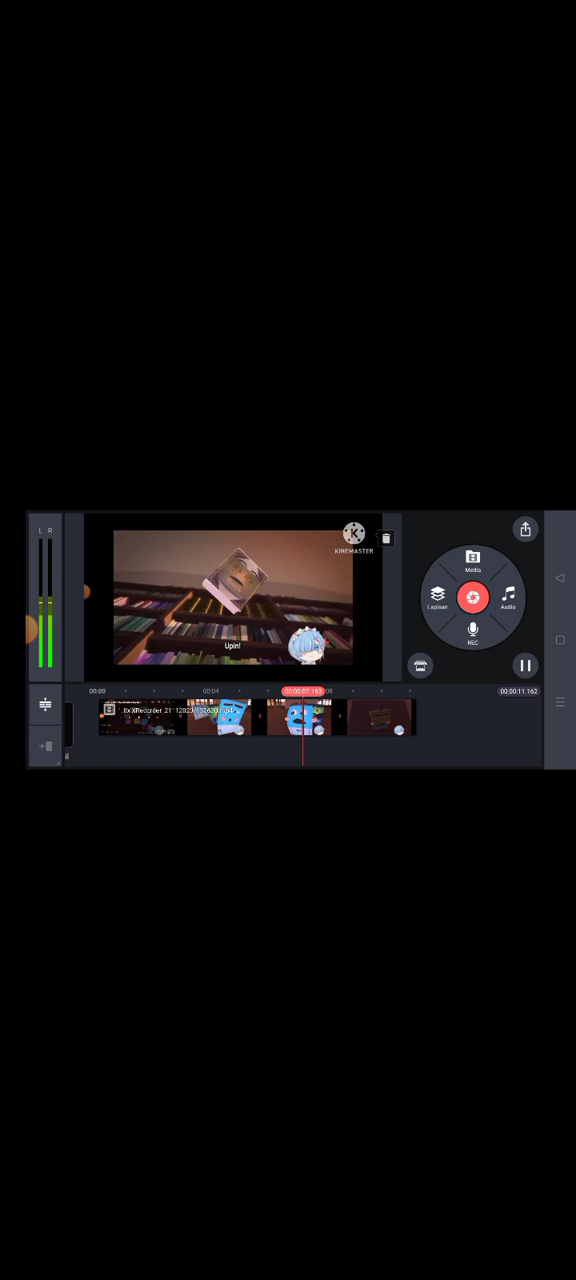 L R
KINEMASTER
Upin!
Media
Lapisan
Audio
REC
00:00
00:04
00:00:07.163
00:00:11.162